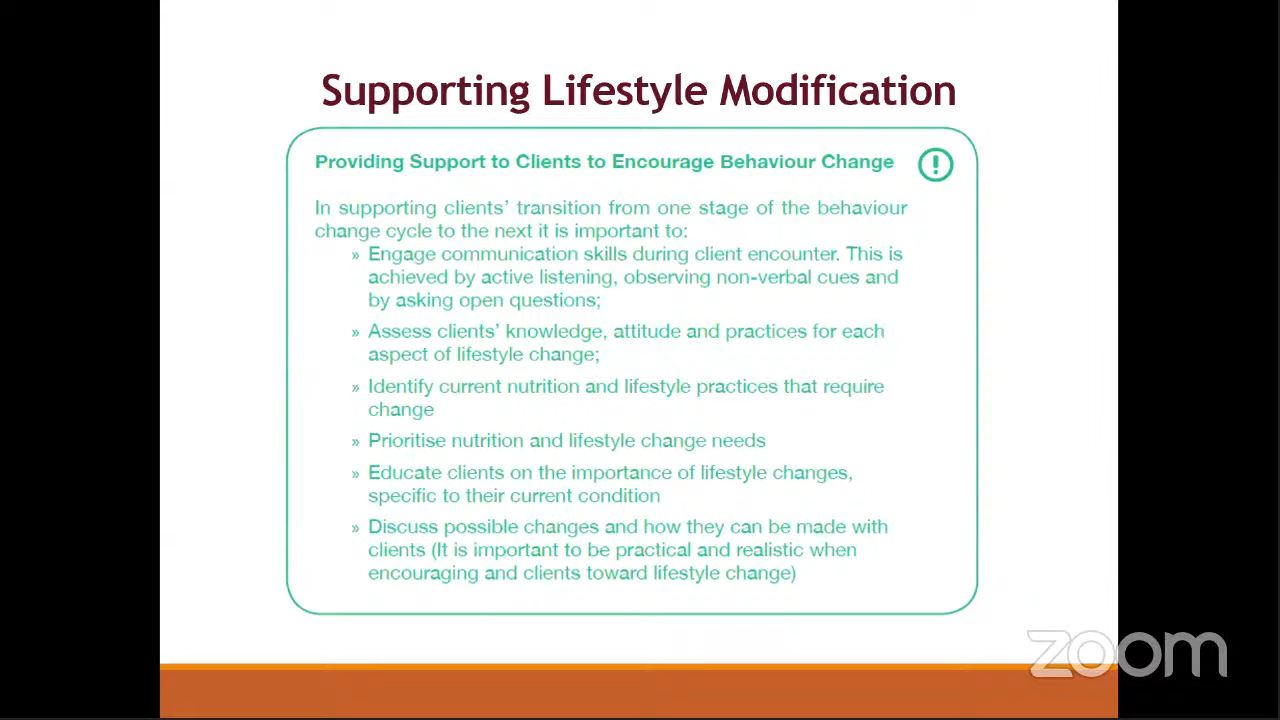 Supporting Lifestyle Modification
Providing Support to Clients to Encourage Behaviour Change
In supporting clients' transition from one stage of the behaviour
change cycle to the next it is important to:
» Engage communication skills during client encounter. This is
achieved by active listening, observing non-verbal cues and
by asking open questions;
» Assess clients' knowledge, attitude and practices for each
aspect of lifestyle change;
» Identify current nutrition and lifestyle practices that require
change
» Prioritise nutrition and lifestyle change needs
» Educate clients on the importance of lifestyle changes,
specific to their current condition
» Discuss possible changes and how they can be made with
clients (It is important to be practical and realistic when
encouraging and clients toward lifestyle change)
zoom